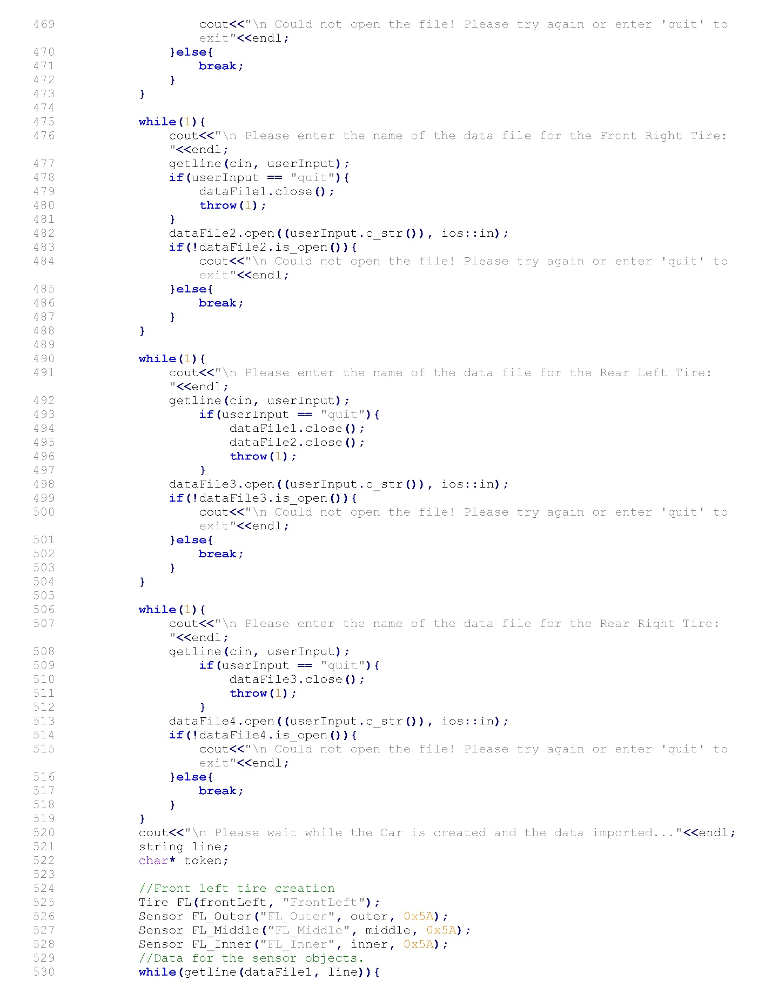 469 cout<<"\n Could not open the file! Please try again or enter 'quit' to
exit"<<endl;
470 }else{
471 break;
472 }
473 }
474
475 while(1){
476 cout<<"\n Please enter the name of the data file for the Front Right Tire:
"<<endl;
477 getline(cin, userInput);
478 if(userInput == "quit"){
479 dataFile1.close();
480 throw(1);
481 }
482 dataFile2.open((userInput.c_str()), ios::in);
483 if(!dataFile2.is_open()){
484 cout<<"\n Could not open the file! Please try again or enter 'quit' to
exit"<<endl;
485 }else{
486 break;
487 }
488 }
489
490 while(1){
491 cout<<"\n Please enter the name of the data file for the Rear Left Tire:
"<<endl;
492 getline(cin, userInput);
493 if(userInput == "quit"){
494 dataFile1.close();
495 dataFile2.close();
496 throw(1);
497 }
498 dataFile3.open((userInput.c_str()), ios::in);
499 if(!dataFile3.is_open()){
500 cout<<"\n Could not open the file! Please try again or enter 'quit' to
exit"<<endl;
501 }else{
502 break;
503 }
504 }
505
506 while(1){
507 cout<<"\n Please enter the name of the data file for the Rear Right Tire:
"<<endl;
508 getline(cin, userInput);
509 if(userInput == "quit"){
510 dataFile3.close();
511 throw(1);
512 }
513 dataFile4.open((userInput.c_str()), ios::in);
514 if(!dataFile4.is_open()){
515 cout<<"\n Could not open the file! Please try again or enter 'quit' to
exit"<<endl;
516 }else{
517 break;
518 }
519 }
520 cout<<"\n Please wait while the Car is created and the data imported..."<<endl;
521 string line;
522 char* token;
523
524 //Front left tire creation
525 Tire FL(frontLeft, "FrontLeft");
526 Sensor FL_Outer("FL_Outer", outer, 0x5A);
527 Sensor FL_Middle("FL_Middle", middle, 0x5A);
528 Sensor FL_Inner("FL_Inner", inner, 0x5A);
529 //Data for the sensor objects.
530 while(getline(dataFile1, line)){